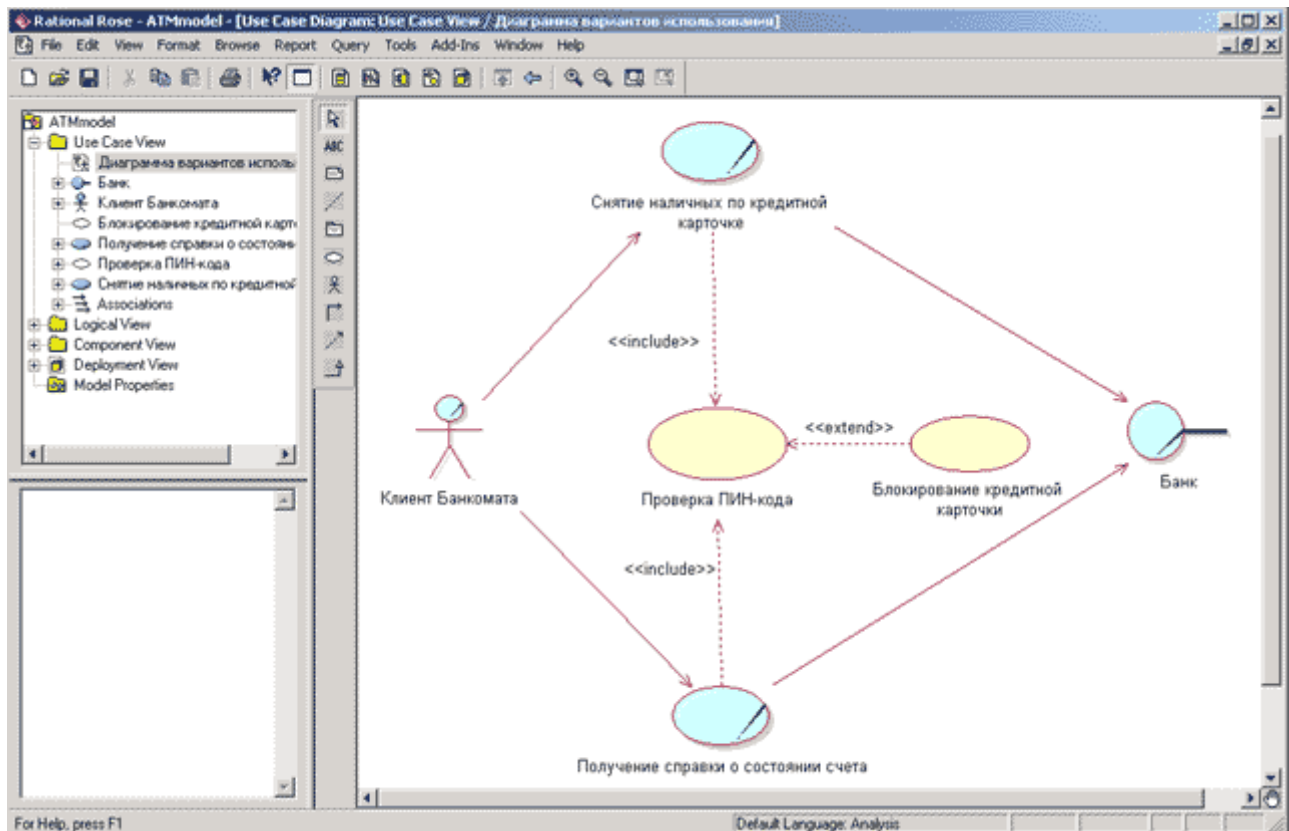 Rational Rose - ATMmodel - [Use Case Diagram: Use Case View / Диаграмма вариантов использования]
File Edit View Format Browse Report Query Tools Add-Ins Window Help
ABC
ATMmodel
Use Case View
Диаграмма вариантов исполь
Банк
Клиент Банкомата
Блокирование кредитной карт
Получение справки о состоян
Проверка ПИН-кода
Снятие наличных по кредитной
Associations
Logical View
Component View
Deployment View
Model Properties
Снятие наличных по кредитной
карточке
<<include>>
<<extend>>
Клиент Банкомата
Проверка ПИН-кода
Блокирование кредитной
карточки
Банк
<<include>>
Получение справки о состоянии счета
For Help, press F1
Default Language: Analysis